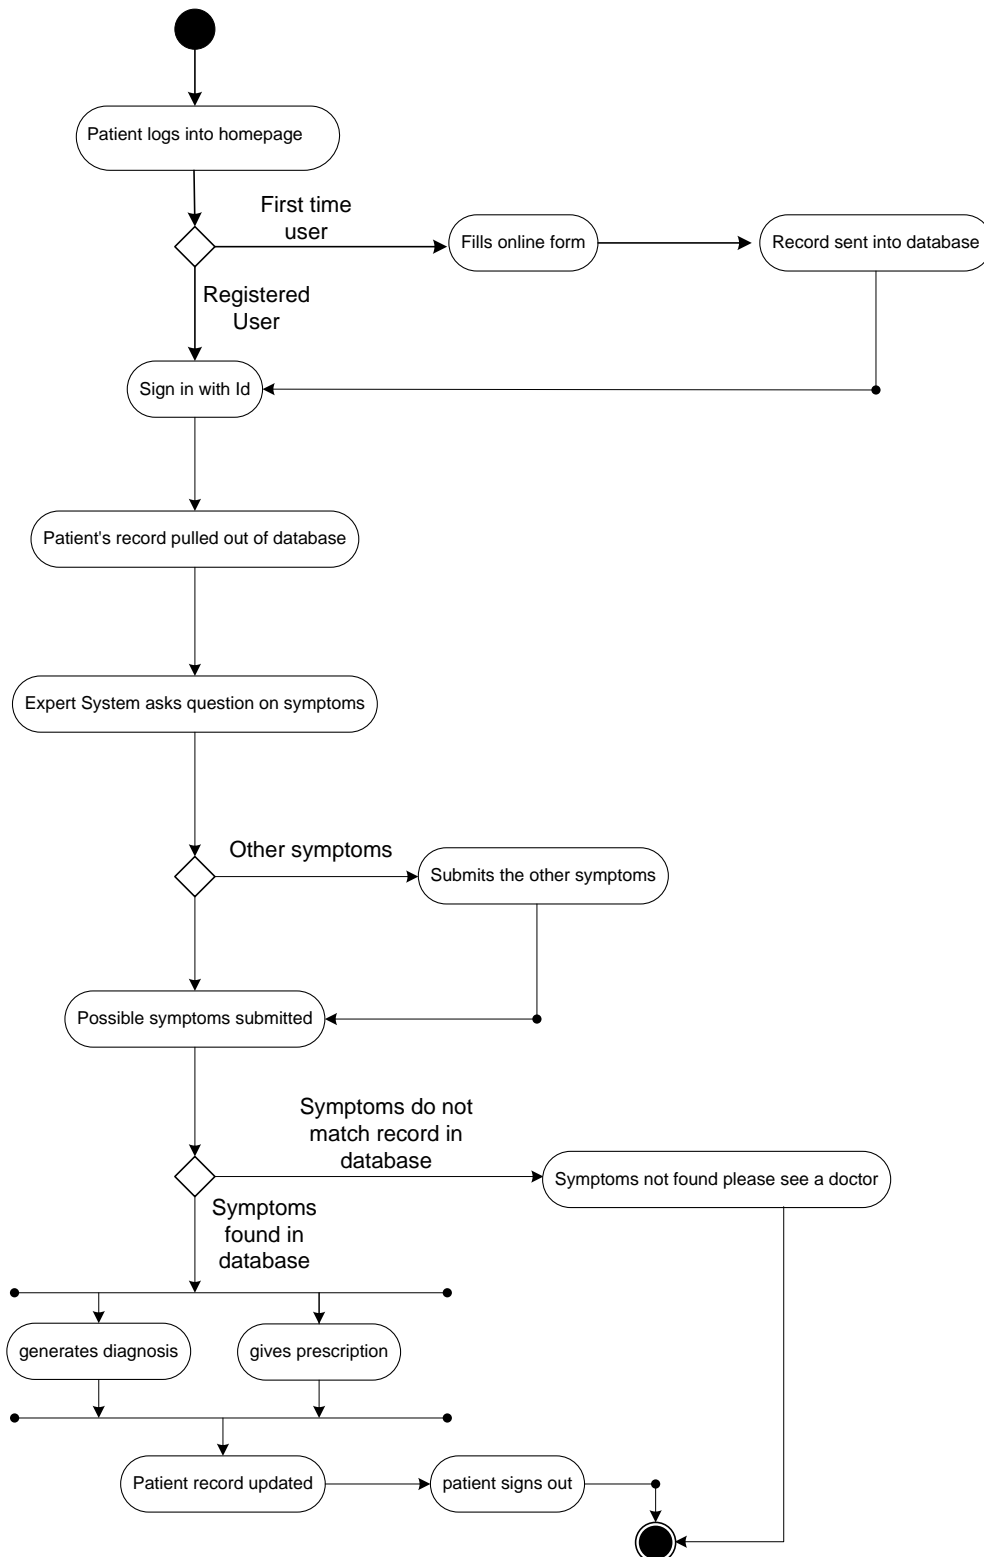 Patient logs into homepage
First time
user
Fills online form
Record sent into database
Registered
User
Sign in with Id
Patient's record pulled out of database
Expert System asks question on symptoms
Other symptoms
Submits the other symptoms
Possible symptoms submitted
Symptoms do not
match record in
database
Symptoms not found please see a doctor
Symptoms
found in
database
generates diagnosis
gives prescription
Patient record updated
patient signs out